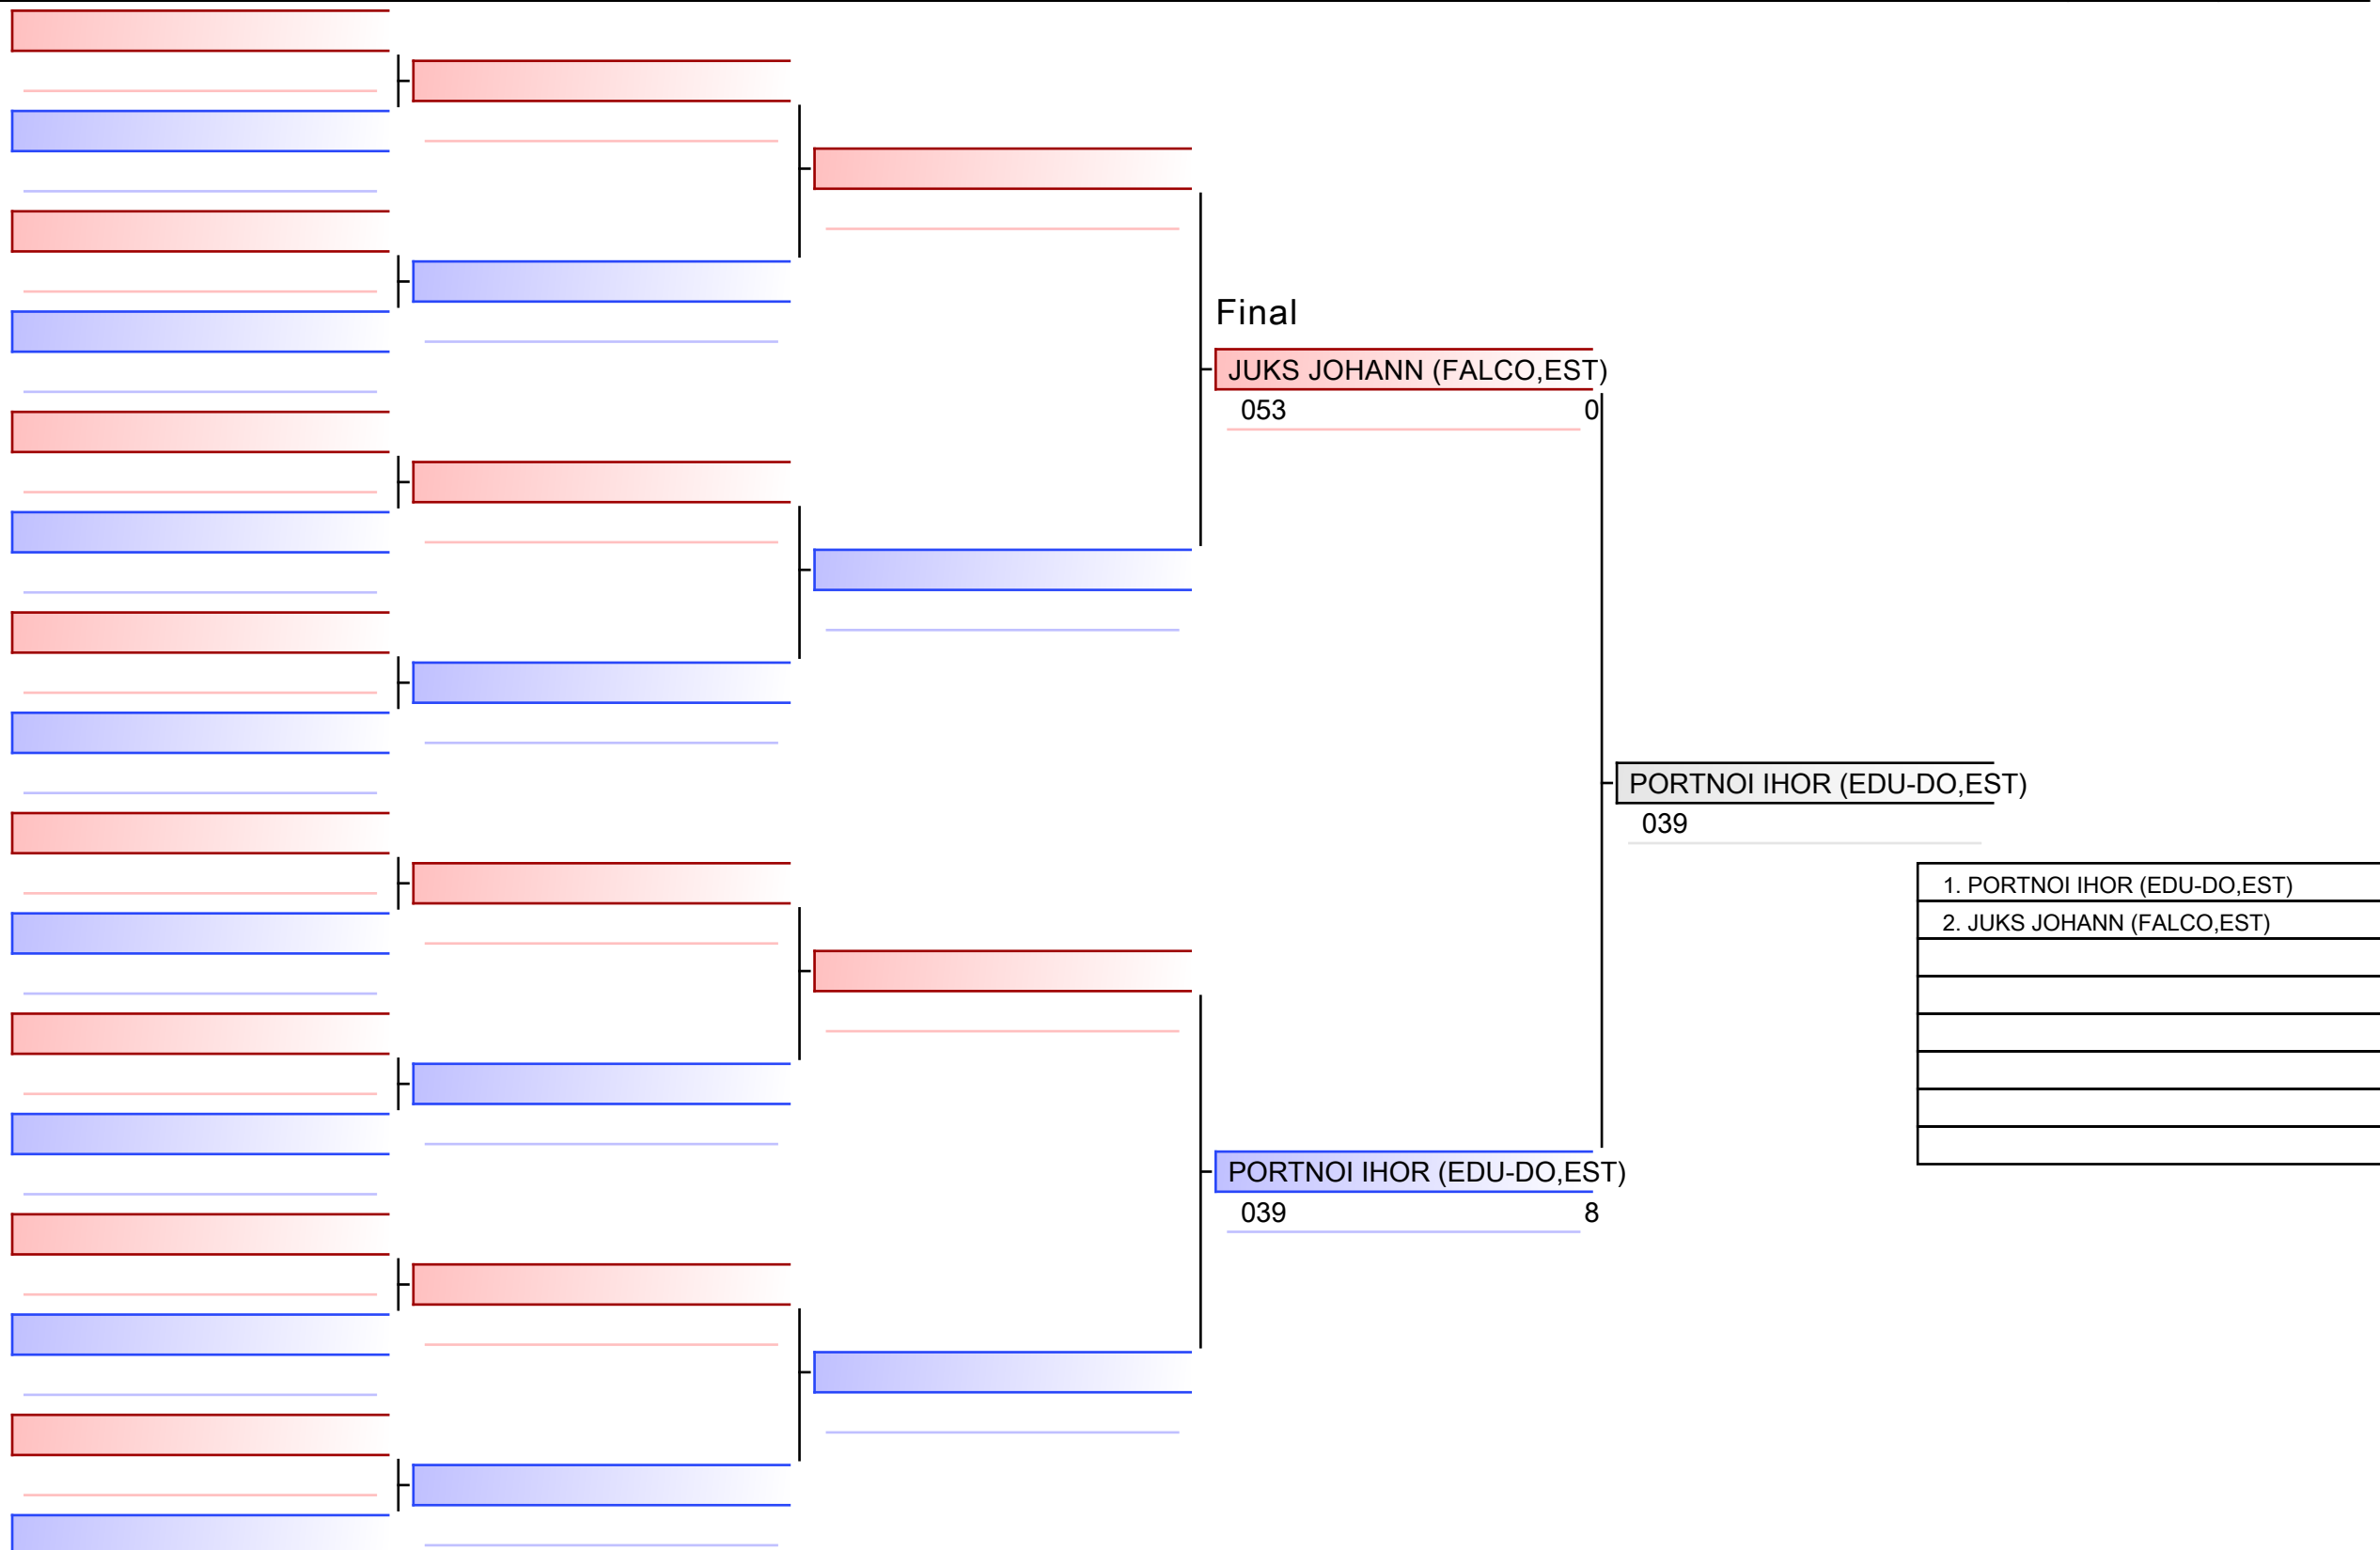 Final
JUKS JOHANN (FALCO,EST)
053 0
PORTNOI IHOR (EDU-DO,EST)
039
1. PORTNOI IHOR (EDU-DO,EST)
2. JUKS JOHANN (FALCO,EST)
PORTNOI IHOR (EDU-DO,EST)
039 8